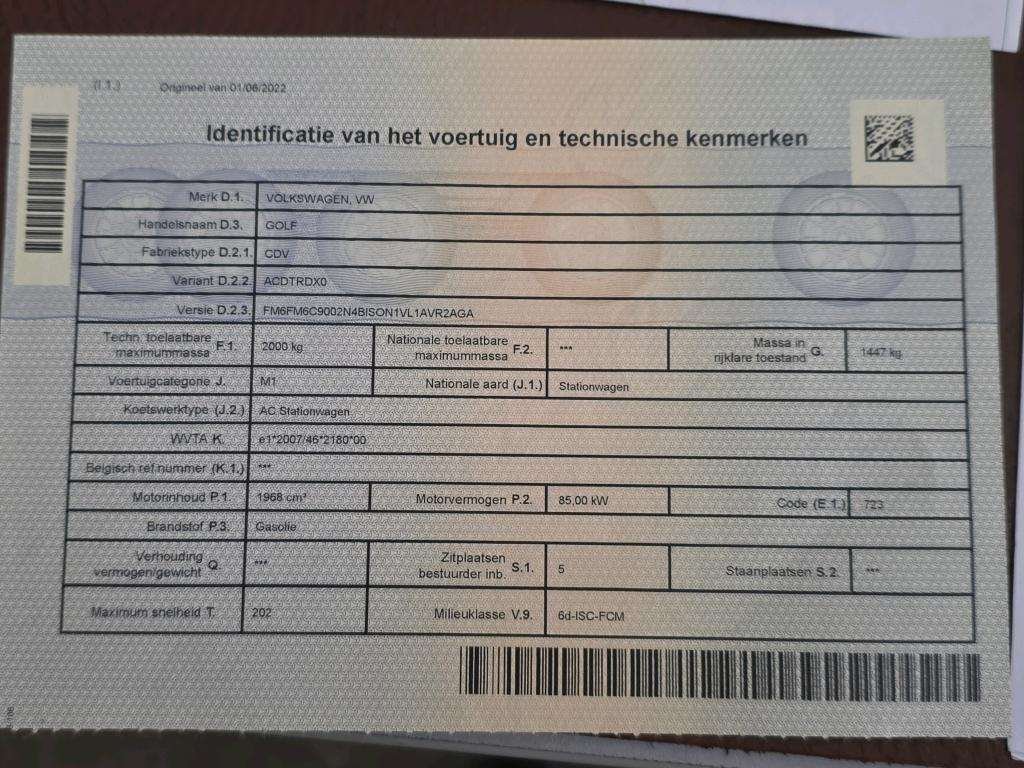 (I.1.) Origineel van 01/06/2022
Identificatie van het voertuig en technische kenmerken
Merk D.1. VOLKSWAGEN, VW
Handelsnaam D.3. GOLF
Fabriekstype D.2.1. CDV
Variant D.2.2. ACDTRDX0
Versie D.2.3. FM6FM6C9002N4BISON1VL1AVR2AGA
Techn. toelaatbare maximummassa F.1. 2000 kg Nationale toelaatbare maximummassa F.2. *** Massa in rijklare toestand G. 1447 kg
Voertuigcategorie J. M1 Nationale aard (J.1.) Stationwagen
Koetswerktype (J.2.) AC Stationwagen
WVTA K. e1*2007/46*2180*00
Belgisch ref.nummer (K.1.) ***
Motorinhoud P.1. 1968 cm³ Motorvermogen P.2. 85,00 kW Code (E.1.) 723
Brandstof P.3. Gasolie
Verhouding vermogen/gewicht Q. *** Zitplaatsen bestuurder inb. S.1. 5 Staanplaatsen S.2. ***
Maximum snelheid T. 202 Milieuklasse V.9. 6d-ISC-FCM